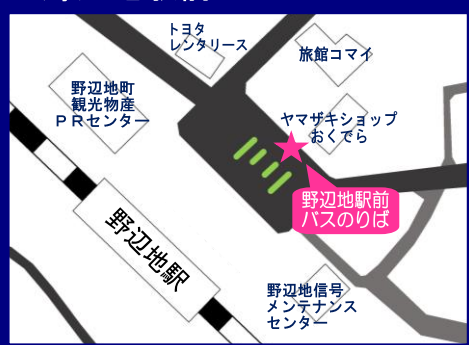 トヨタ
レンタリース
旅館コマイ
野辺地町
観光物産
PRセンター
ヤマザキショップ
おくでら
野辺地駅前
バスのりば
野辺地駅
野辺地信号
メンテナンス
センター